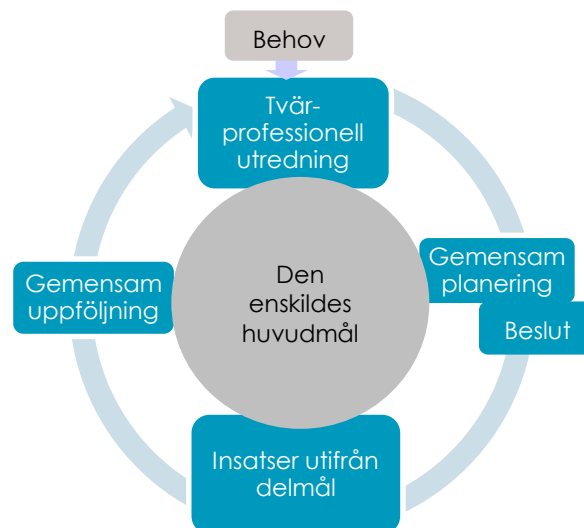 Behov
Tvär-
professionell
utredning
Gemensam
planering
Beslut
Den
enskildes
huvudmål
Gemensam
uppföljning
Insatser utifrån
delmål